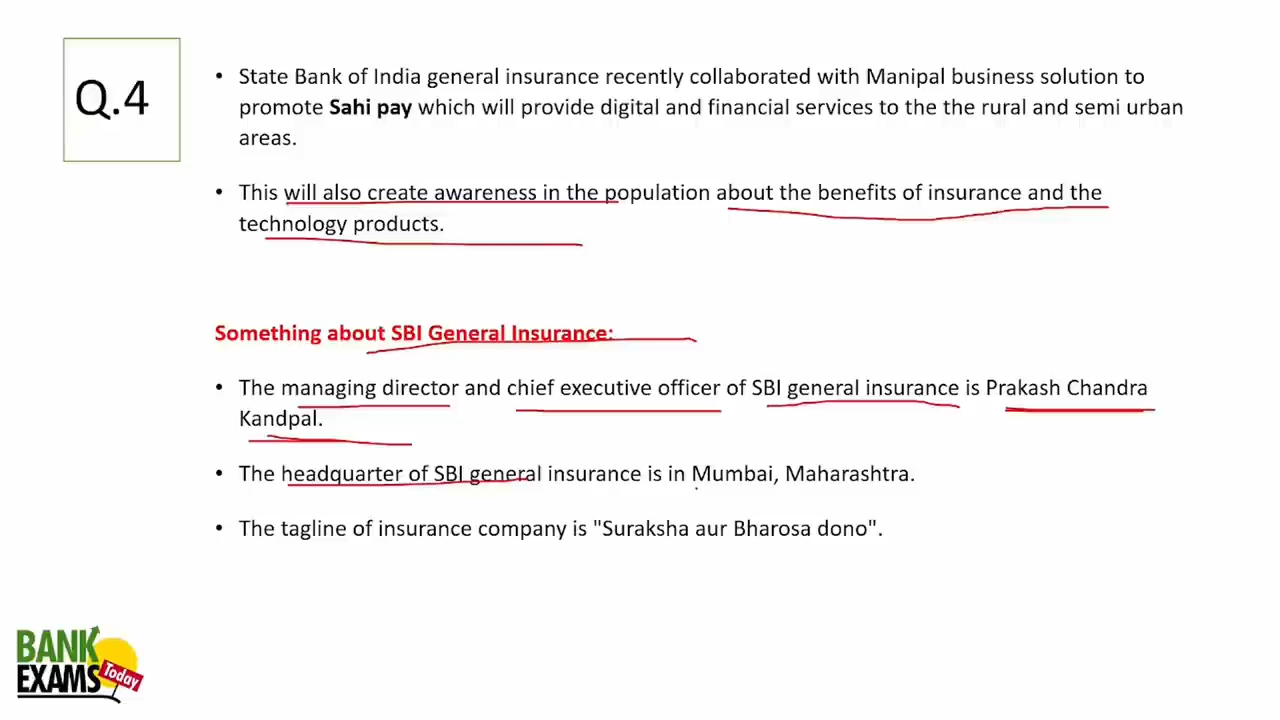 Q.4
• State Bank of India general insurance recently collaborated with Manipal business solution to
promote Sahi pay which will provide digital and financial services to the the rural and semi urban
areas.
• This will also create awareness in the population about the benefits of insurance and the
technology products.
Something about SBI General Insurance:
• The managing director and chief executive officer of SBI general insurance is Prakash Chandra
Kandpal.
• The headquarter of SBI general insurance is in Mumbai, Maharashtra.
• The tagline of insurance company is "Suraksha aur Bharosa dono".
BANK
EXAMS
Today